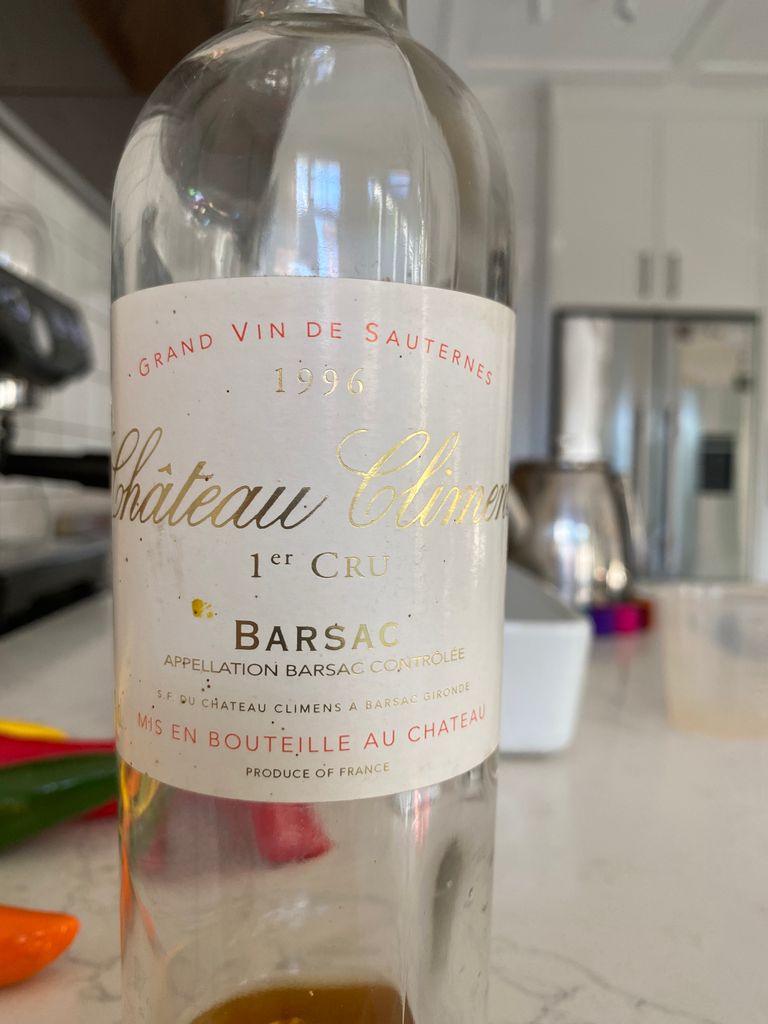 GRAND VIN DE SAUTERNES
1996
Château Climens
1er CRU
BARSAC
APPELLATION BARSAC CONTRÔLÉE
S.F. DU CHATEAU CLIMENS A BARSAC GIRONDE
MIS EN BOUTEILLE AU CHATEAU
PRODUCE OF FRANCE